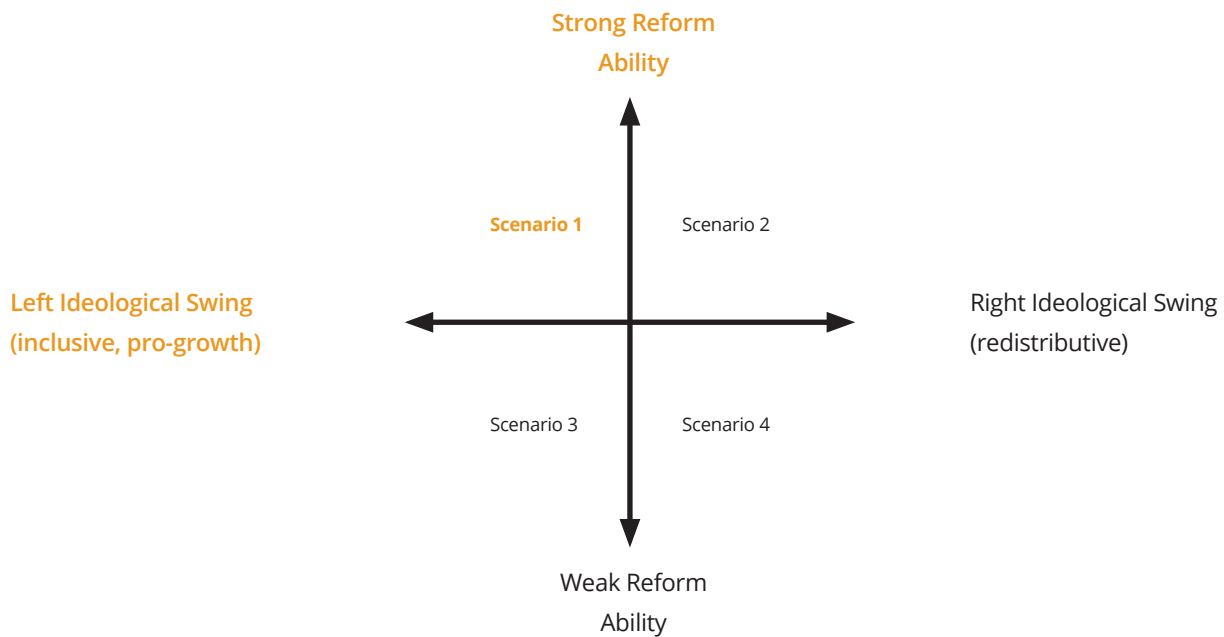 Strong Reform
Ability
Scenario 1
Scenario 2
Left Ideological Swing
(inclusive, pro-growth)
Right Ideological Swing
(redistributive)
Scenario 3
Scenario 4
Weak Reform
Ability